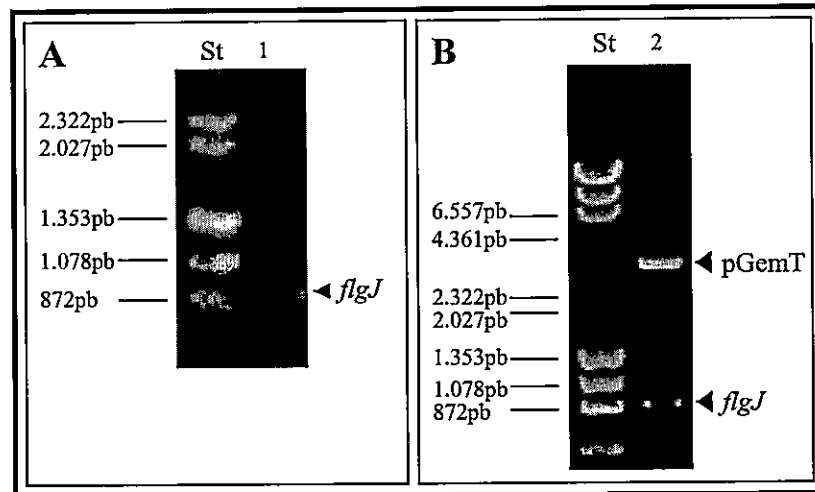 A
St 1
2.322pb
2.027pb
1.353pb
1.078pb
872pb
flgJ
B
St 2
6.557pb
4.361pb
pGemT
2.322pb
2.027pb
1.353pb
1.078pb
872pb
flgJ